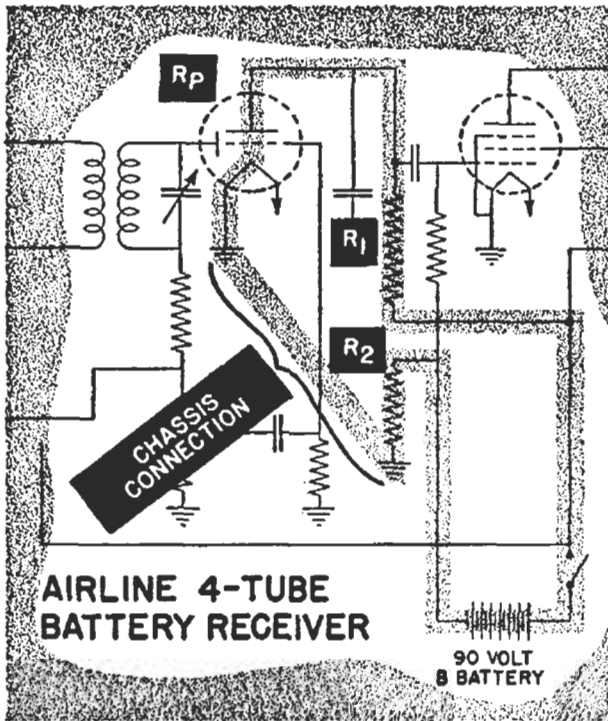 RP
R1
R2
CHASSIS
CONNECTION
AIRLINE 4-TUBE
BATTERY RECEIVER
90 VOLT
B BATTERY